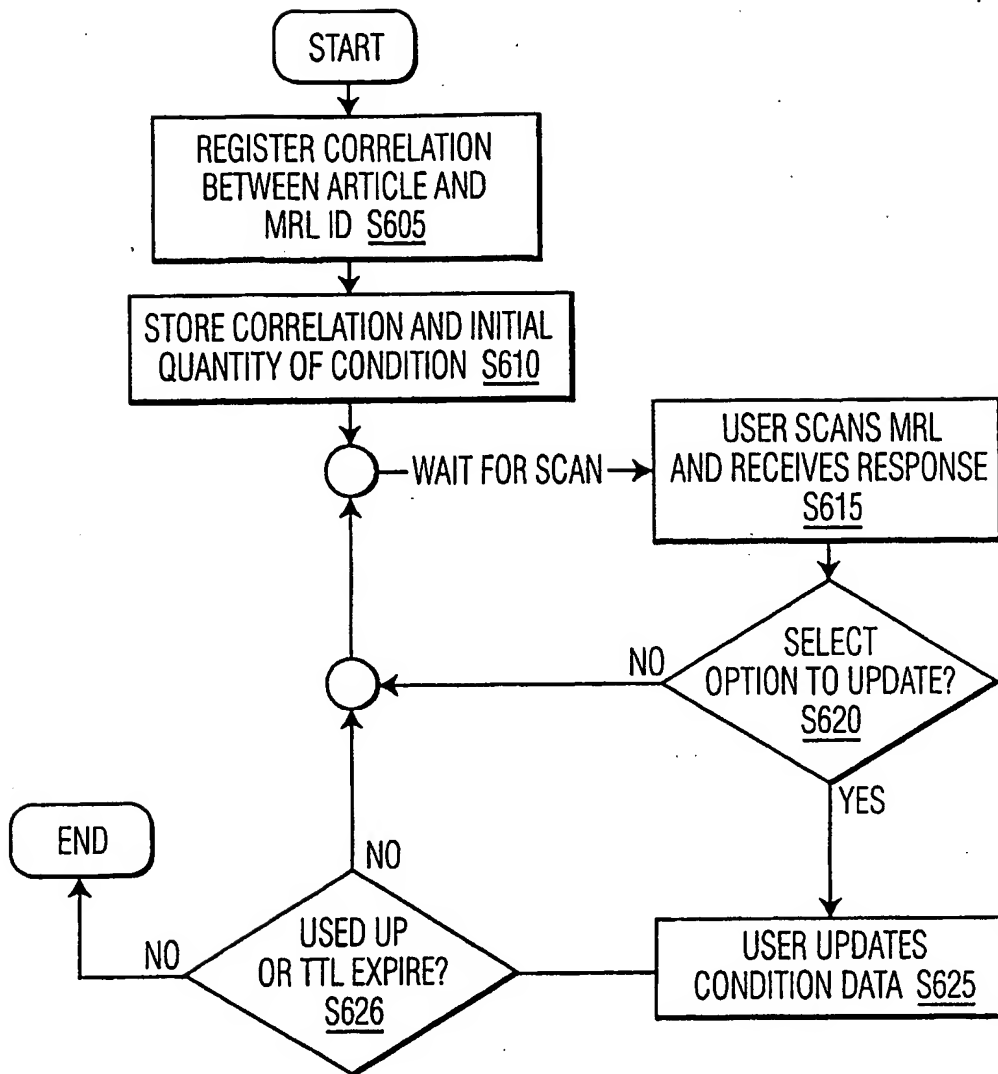 START
REGISTER CORRELATION
BETWEEN ARTICLE AND
MRL ID S605
STORE CORRELATION AND INITIAL
QUANTITY OF CONDITION S610
WAIT FOR SCAN
USER SCANS MRL
AND RECEIVES RESPONSE
S615
SELECT
OPTION TO UPDATE?
S620
NO
YES
USER UPDATES
CONDITION DATA S625
USED UP
OR TTL EXPIRE?
S626
NO
NO
END